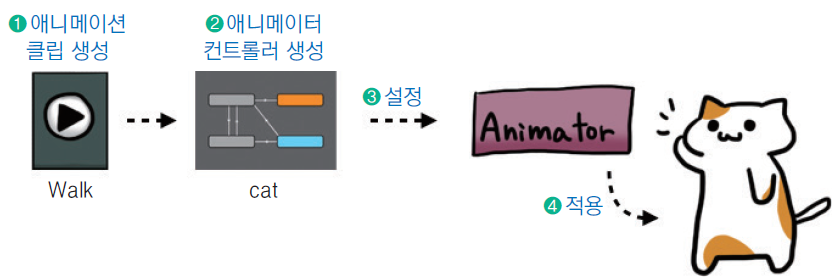 ❶ 애니메이션
클립 생성
❷ 애니메이터
컨트롤러 생성
❸ 설정
Animator
Walk
cat
❹ 적용